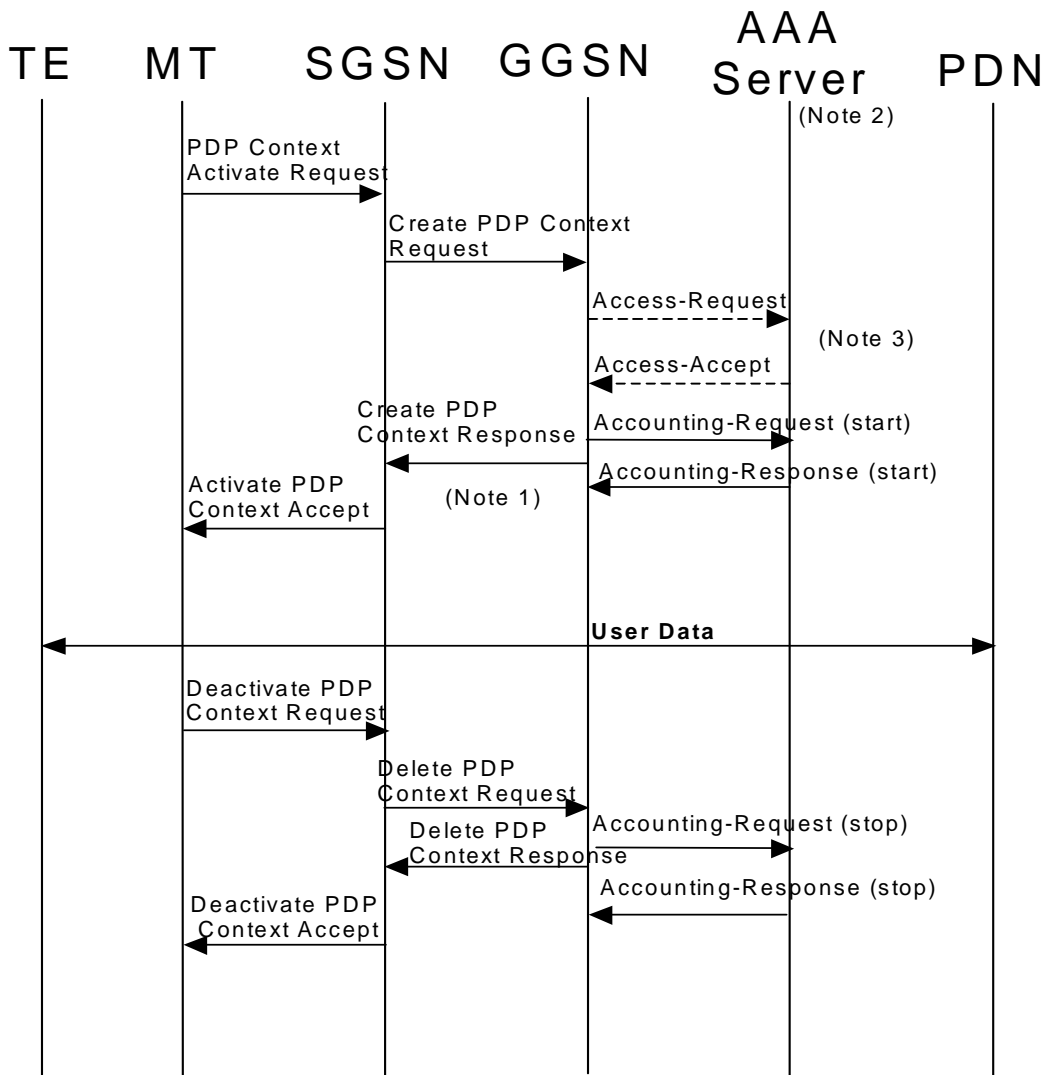 TE
MT
SGSN
GGSN
AAA
Server
PDN
(Note 2)
PDP Context
Activate Request
Create PDP Context
Request
Access-Request
(Note 3)
Access-Accept
Create PDP
Context Response
Accounting-Request (start)
Accounting-Response (start)
Activate PDP
Context Accept
(Note 1)
User Data
Deactivate PDP
Context Request
Delete PDP
Context Request
Accounting-Request (stop)
Delete PDP
Context Response
Accounting-Response (stop)
Deactivate PDP
Context Accept